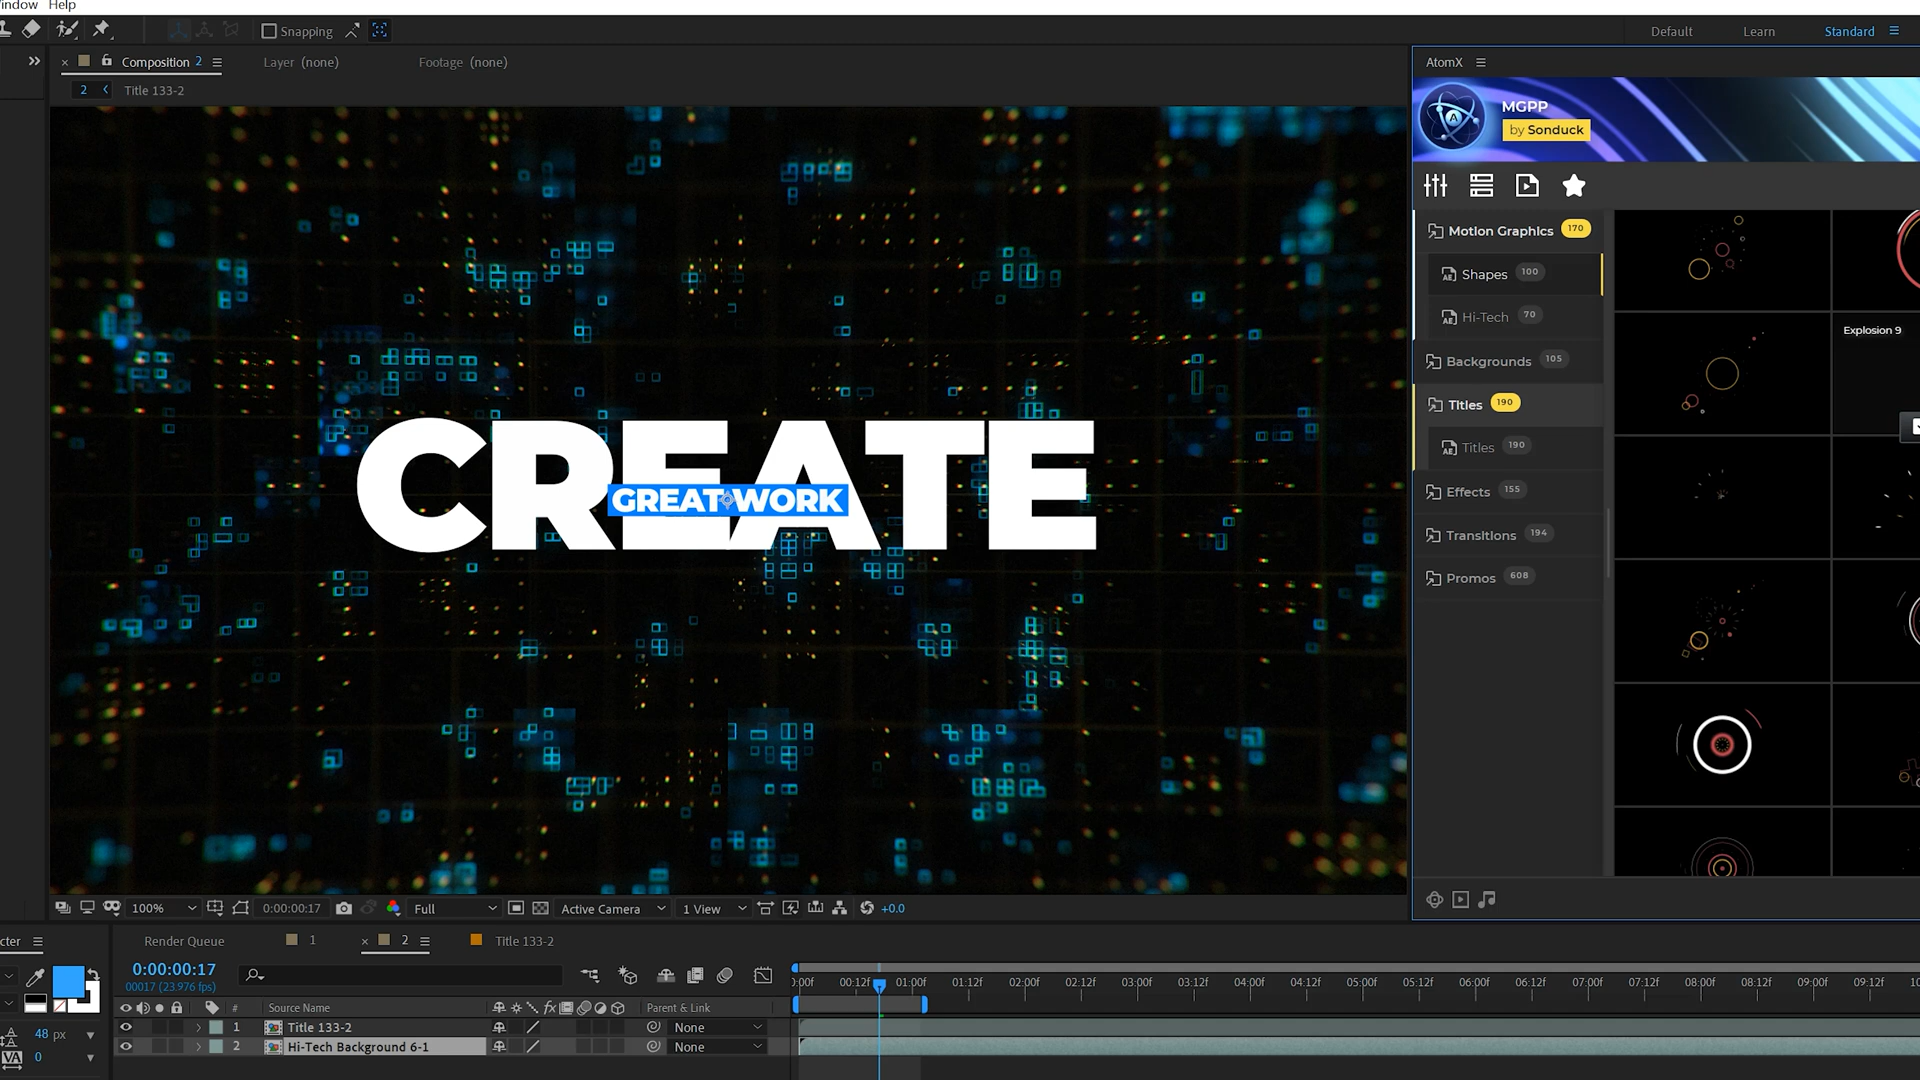 Window Help
Snapping
Default
Learn
Standard
Composition 2
Layer (none)
Footage (none)
2
Title 133-2
AtomX
MGPP
by Sonduck
Motion Graphics 170
Shapes 100
Hi-Tech 70
Backgrounds 105
Titles 190
Titles 190
Effects 155
Transitions 194
Promos 608
Explosion 9
CREATE
GREAT WORK
100%
0:00:00:17
Full
Active Camera
1 View
+0.0
cter
Render Queue
1
2
Title 133-2
0:00:00:17
00017 (23.976 fps)
:00f 00:12f 01:00f 01:12f 02:00f 02:12f 03:00f 03:12f 04:00f 04:12f 05:00f 05:12f 06:00f 06:12f 07:00f 07:12f 08:00f 08:12f 09:00f 09:12f 10
# Source Name Parent & Link
1 Title 133-2 None
2 Hi-Tech Background 6-1 None
48 px
VA 0